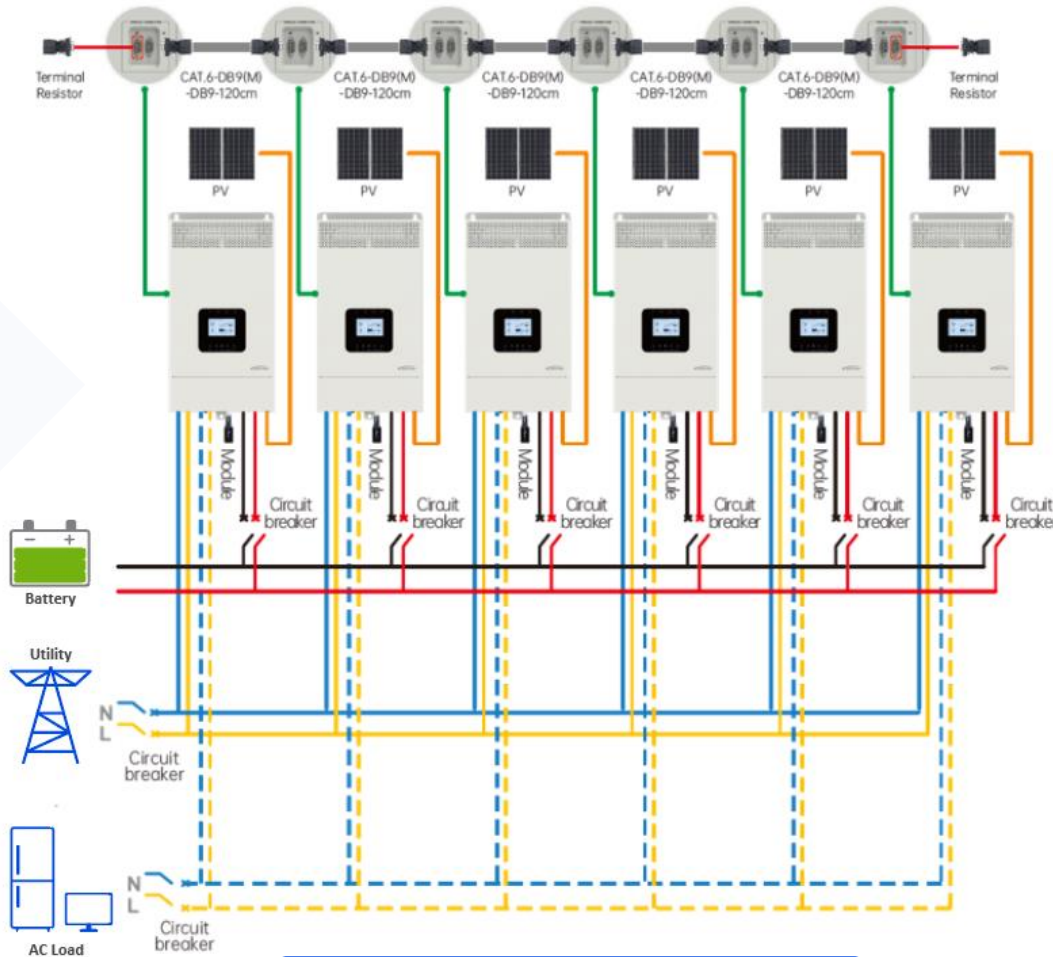 Terminal
Resistor
CAT.6-DB9(M)
-DB9-120cm
CAT.6-DB9(M)
-DB9-120cm
CAT.6-DB9(M)
-DB9-120cm
CAT.6-DB9(M)
-DB9-120cm
CAT.6-DB9(M)
-DB9-120cm
Terminal
Resistor
PV
PV
PV
PV
PV
PV
Module
Circuit
breaker
Module
Circuit
breaker
Module
Circuit
breaker
Module
Circuit
breaker
Module
Circuit
breaker
Module
Circuit
breaker
− +
Battery
Utility
N
L
Circuit
breaker
N
L
Circuit
breaker
AC Load